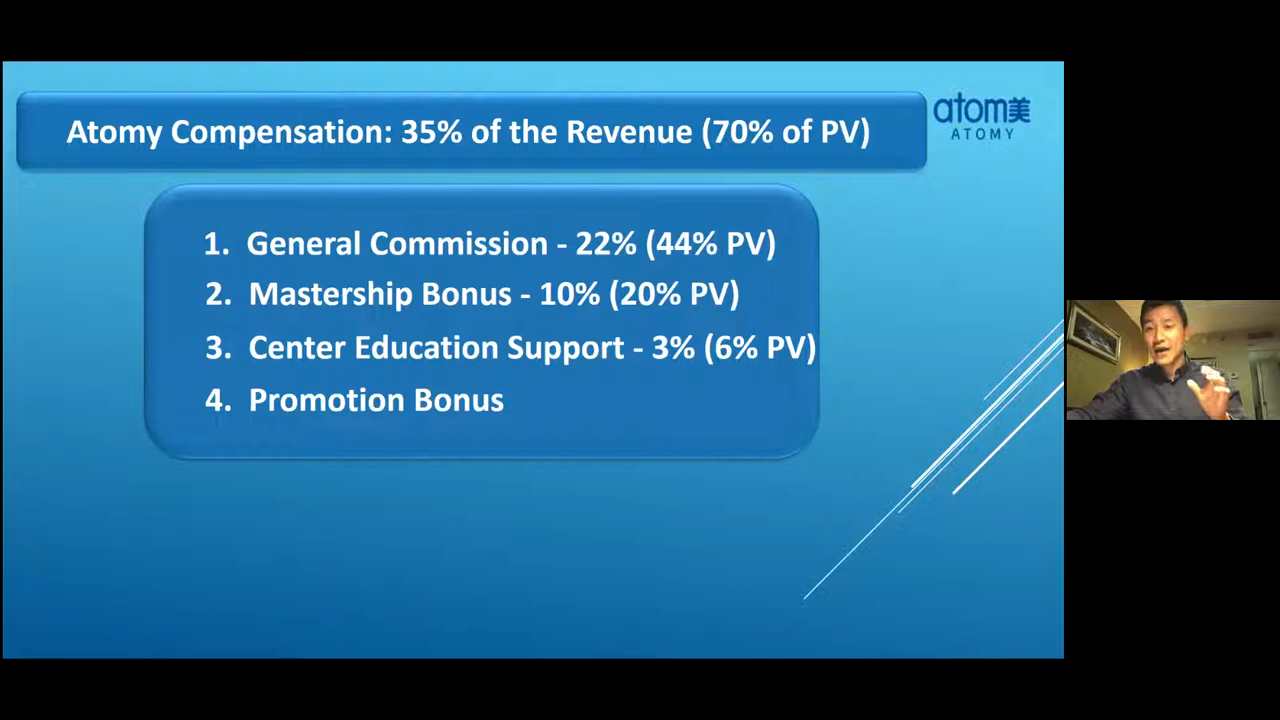 Atomy Compensation: 35% of the Revenue (70% of PV)
atom美
ATOMY
1. General Commission - 22% (44% PV)
2. Mastership Bonus - 10% (20% PV)
3. Center Education Support - 3% (6% PV)
4. Promotion Bonus